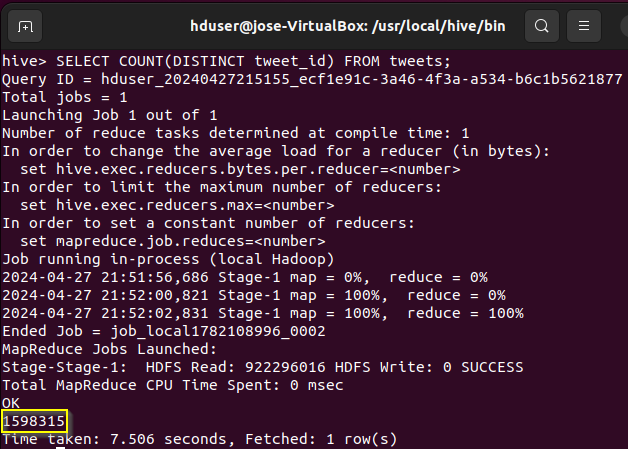 hduser@jose-VirtualBox: /usr/local/hive/bin
hive> SELECT COUNT(DISTINCT tweet_id) FROM tweets;
Query ID = hduser_20240427215155_ecf1e91c-3a46-4f3a-a534-b6c1b5621877
Total jobs = 1
Launching Job 1 out of 1
Number of reduce tasks determined at compile time: 1
In order to change the average load for a reducer (in bytes):
  set hive.exec.reducers.bytes.per.reducer=<number>
In order to limit the maximum number of reducers:
  set hive.exec.reducers.max=<number>
In order to set a constant number of reducers:
  set mapreduce.job.reduces=<number>
Job running in-process (local Hadoop)
2024-04-27 21:51:56,686 Stage-1 map = 0%,  reduce = 0%
2024-04-27 21:52:00,821 Stage-1 map = 100%,  reduce = 0%
2024-04-27 21:52:02,831 Stage-1 map = 100%,  reduce = 100%
Ended Job = job_local1782108996_0002
MapReduce Jobs Launched:
Stage-Stage-1:  HDFS Read: 922296016 HDFS Write: 0 SUCCESS
Total MapReduce CPU Time Spent: 0 msec
OK
1598315
Time taken: 7.506 seconds, Fetched: 1 row(s)